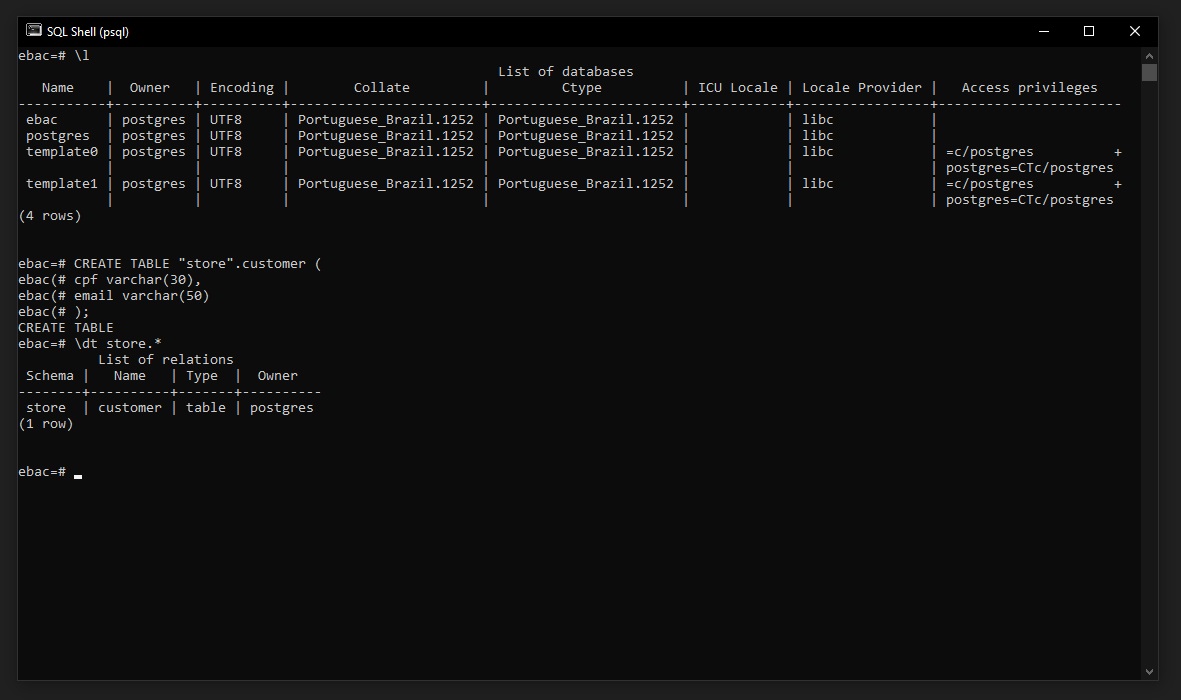 SQL Shell (psql)
ebac=# \l
                                                            List of databases
   Name    |  Owner   | Encoding |        Collate         |         Ctype          | ICU Locale | Locale Provider |   Access privileges
-----------+----------+----------+------------------------+------------------------+------------+-----------------+-----------------------
 ebac      | postgres | UTF8     | Portuguese_Brazil.1252 | Portuguese_Brazil.1252 |            | libc            |
 postgres  | postgres | UTF8     | Portuguese_Brazil.1252 | Portuguese_Brazil.1252 |            | libc            |
 template0 | postgres | UTF8     | Portuguese_Brazil.1252 | Portuguese_Brazil.1252 |            | libc            | =c/postgres          +
           |          |          |                        |                        |            |                 | postgres=CTc/postgres
 template1 | postgres | UTF8     | Portuguese_Brazil.1252 | Portuguese_Brazil.1252 |            | libc            | =c/postgres          +
           |          |          |                        |                        |            |                 | postgres=CTc/postgres
(4 rows)
ebac=# CREATE TABLE "store".customer (
ebac(# cpf varchar(30),
ebac(# email varchar(50)
ebac(# );
CREATE TABLE
ebac=# \dt store.*
          List of relations
 Schema |   Name   | Type  |  Owner
--------+----------+-------+----------
 store  | customer | table | postgres
(1 row)
ebac=#